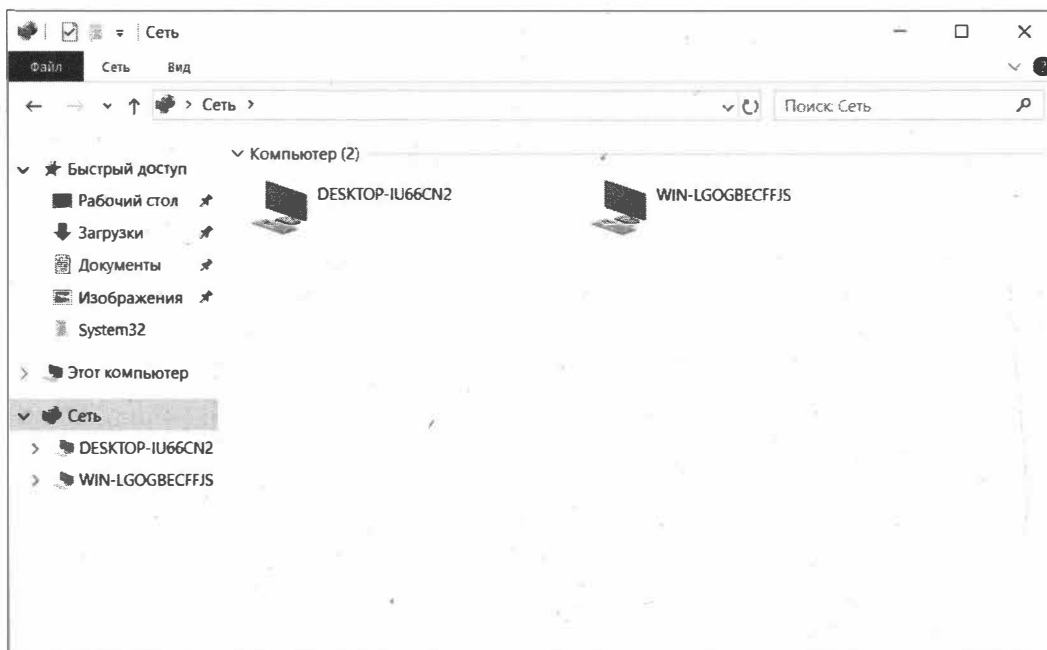 Сеть
Файл Сеть Вид
Сеть
Поиск: Сеть
Быстрый доступ
Рабочий стол
Загрузки
Документы
Изображения
System32
Этот компьютер
Сеть
DESKTOP-IU66CN2
WIN-LGOGBECFFJS
Компьютер (2)
DESKTOP-IU66CN2
WIN-LGOGBECFFJS